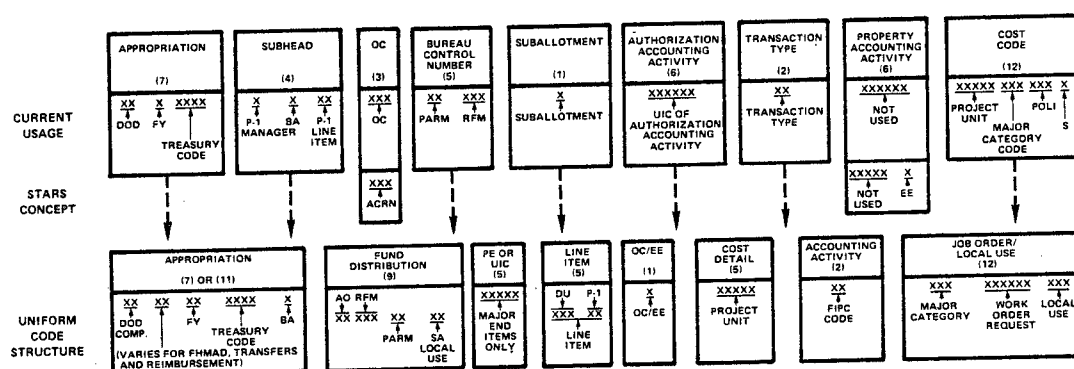 APPROPRIATION
(7)
XX X XXXX
DOD FY
TREASURY
CODE
SUBHEAD
(4)
X X XX
P-1 BA P-1
MANAGER LINE
ITEM
OC
(3)
XXX
OC
BUREAU
CONTROL
NUMBER
(5)
XX XXX
PARM RFM
SUBALLOTMENT
(1)
X
SUBALLOTMENT
AUTHORIZATION
ACCOUNTING
ACTIVITY
(6)
XXXXXX
UIC OF
AUTHORIZATION
ACCOUNTING
ACTIVITY
TRANSACTION
TYPE
(2)
XX
TRANSACTION
TYPE
PROPERTY
ACCOUNTING
ACTIVITY
(6)
XXXXXX
NOT
USED
COST
CODE
(12)
XXXXX XXX XXX X
PROJECT POLI
UNIT
MAJOR S
CATEGORY
CODE
CURRENT
USAGE
STARS
CONCEPT
XXX
ACRN
XXXXX X
NOT EE
USED
UNIFORM
CODE
STRUCTURE
APPROPRIATION
(7) OR (11)
XX XX XX XXXX X
DOD FY BA
COMP. TREASURY
CODE
(VARIES FOR FHMAD, TRANSFERS
AND REIMBURSEMENT)
FUND
DISTRIBUTION
(9)
AO RFM
XX XXX XX XX
PARM SA
LOCAL
USE
PE OR
UIC
(5)
XXXXX
MAJOR
END
ITEMS
ONLY
LINE
ITEM
(5)
DU P-1
XXX XX
LINE
ITEM
OC/EE
(1)
X
OC/EE
COST
DETAIL
(5)
XXXXX
PROJECT
UNIT
ACCOUNTING
ACTIVITY
(2)
XX
FIPC
CODE
JOB ORDER/
LOCAL USE
(12)
XXX XXXXXX XXX
MAJOR WORK LOCAL
CATEGORY ORDER USE
REQUEST